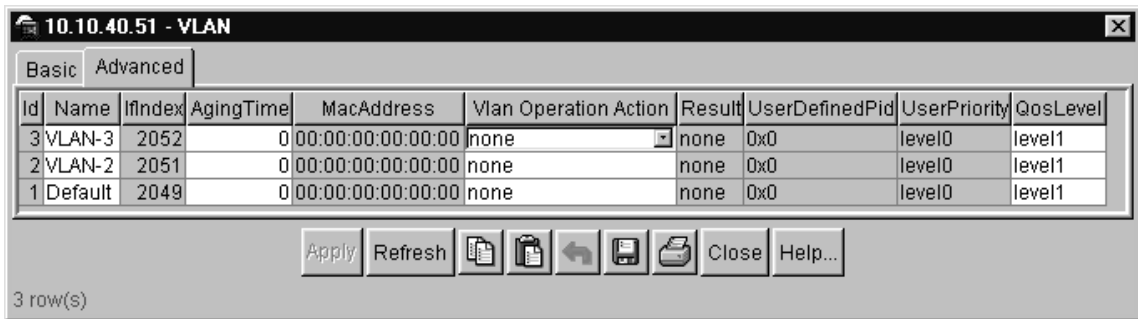 10.10.40.51 - VLAN
Basic Advanced
Id Name IfIndex AgingTime MacAddress Vlan Operation Action Result UserDefinedPid UserPriority QosLevel
3 VLAN-3 2052 0 00:00:00:00:00:00 none none 0x0 level0 level1
2 VLAN-2 2051 0 00:00:00:00:00:00 none none 0x0 level0 level1
1 Default 2049 0 00:00:00:00:00:00 none none 0x0 level0 level1
Apply Refresh Close Help...
3 row(s)